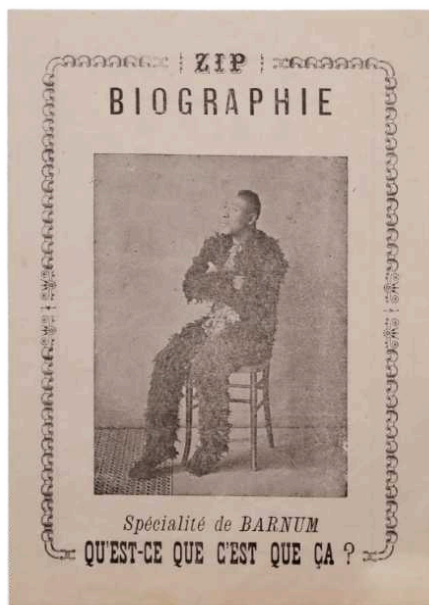 ZIP
BIOGRAPHIE
Spécialité de BARNUM
QU'EST-CE QUE C'EST QUE ÇA ?